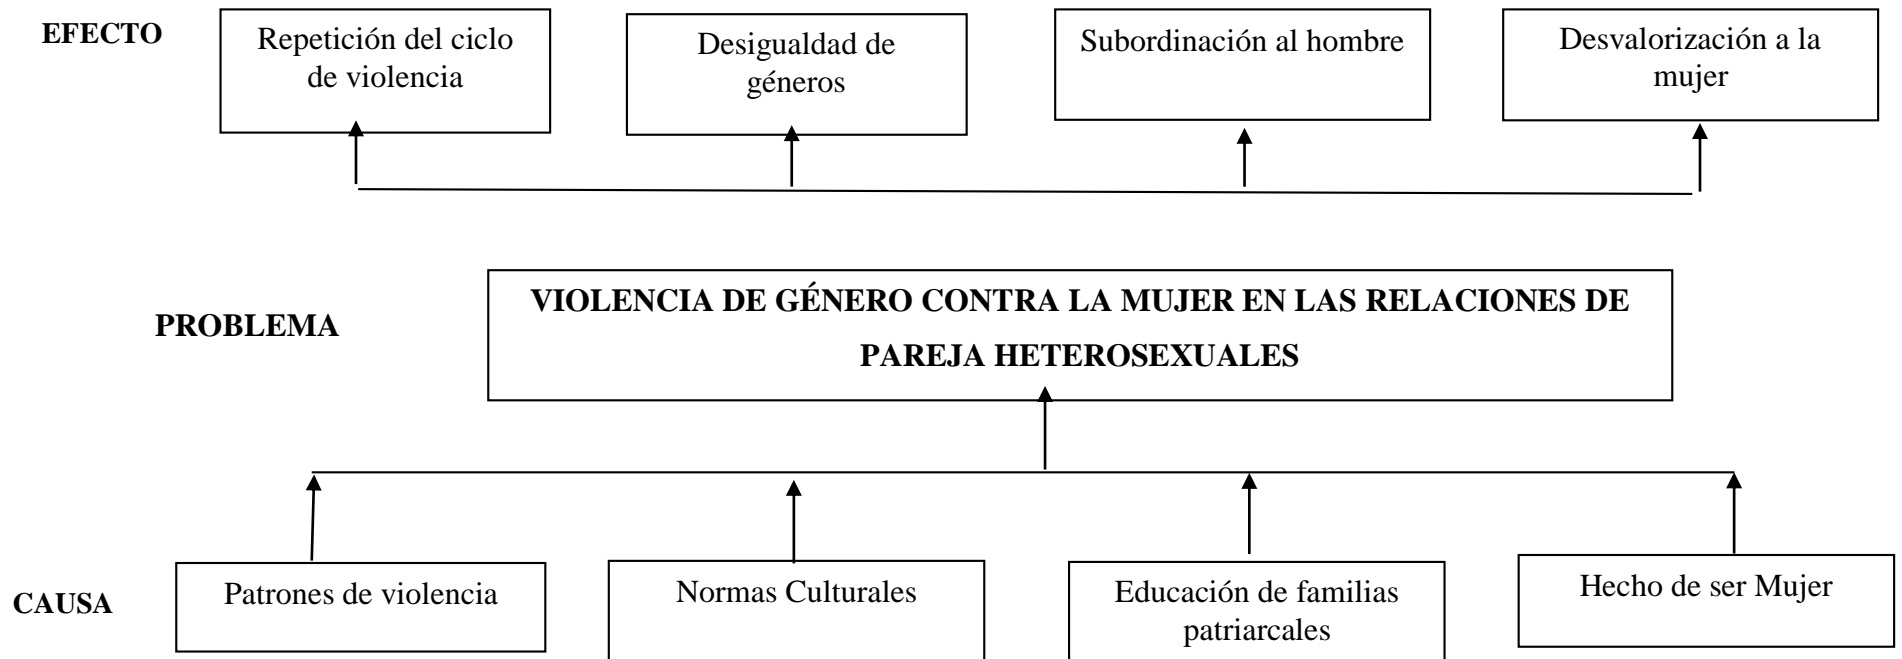 EFECTO
Repetición del ciclo
de violencia
Desigualdad de
géneros
Subordinación al hombre
Desvalorización a la
mujer
PROBLEMA
VIOLENCIA DE GÉNERO CONTRA LA MUJER EN LAS RELACIONES DE
PAREJA HETEROSEXUALES
CAUSA
Patrones de violencia
Normas Culturales
Educación de familias
patriarcales
Hecho de ser Mujer